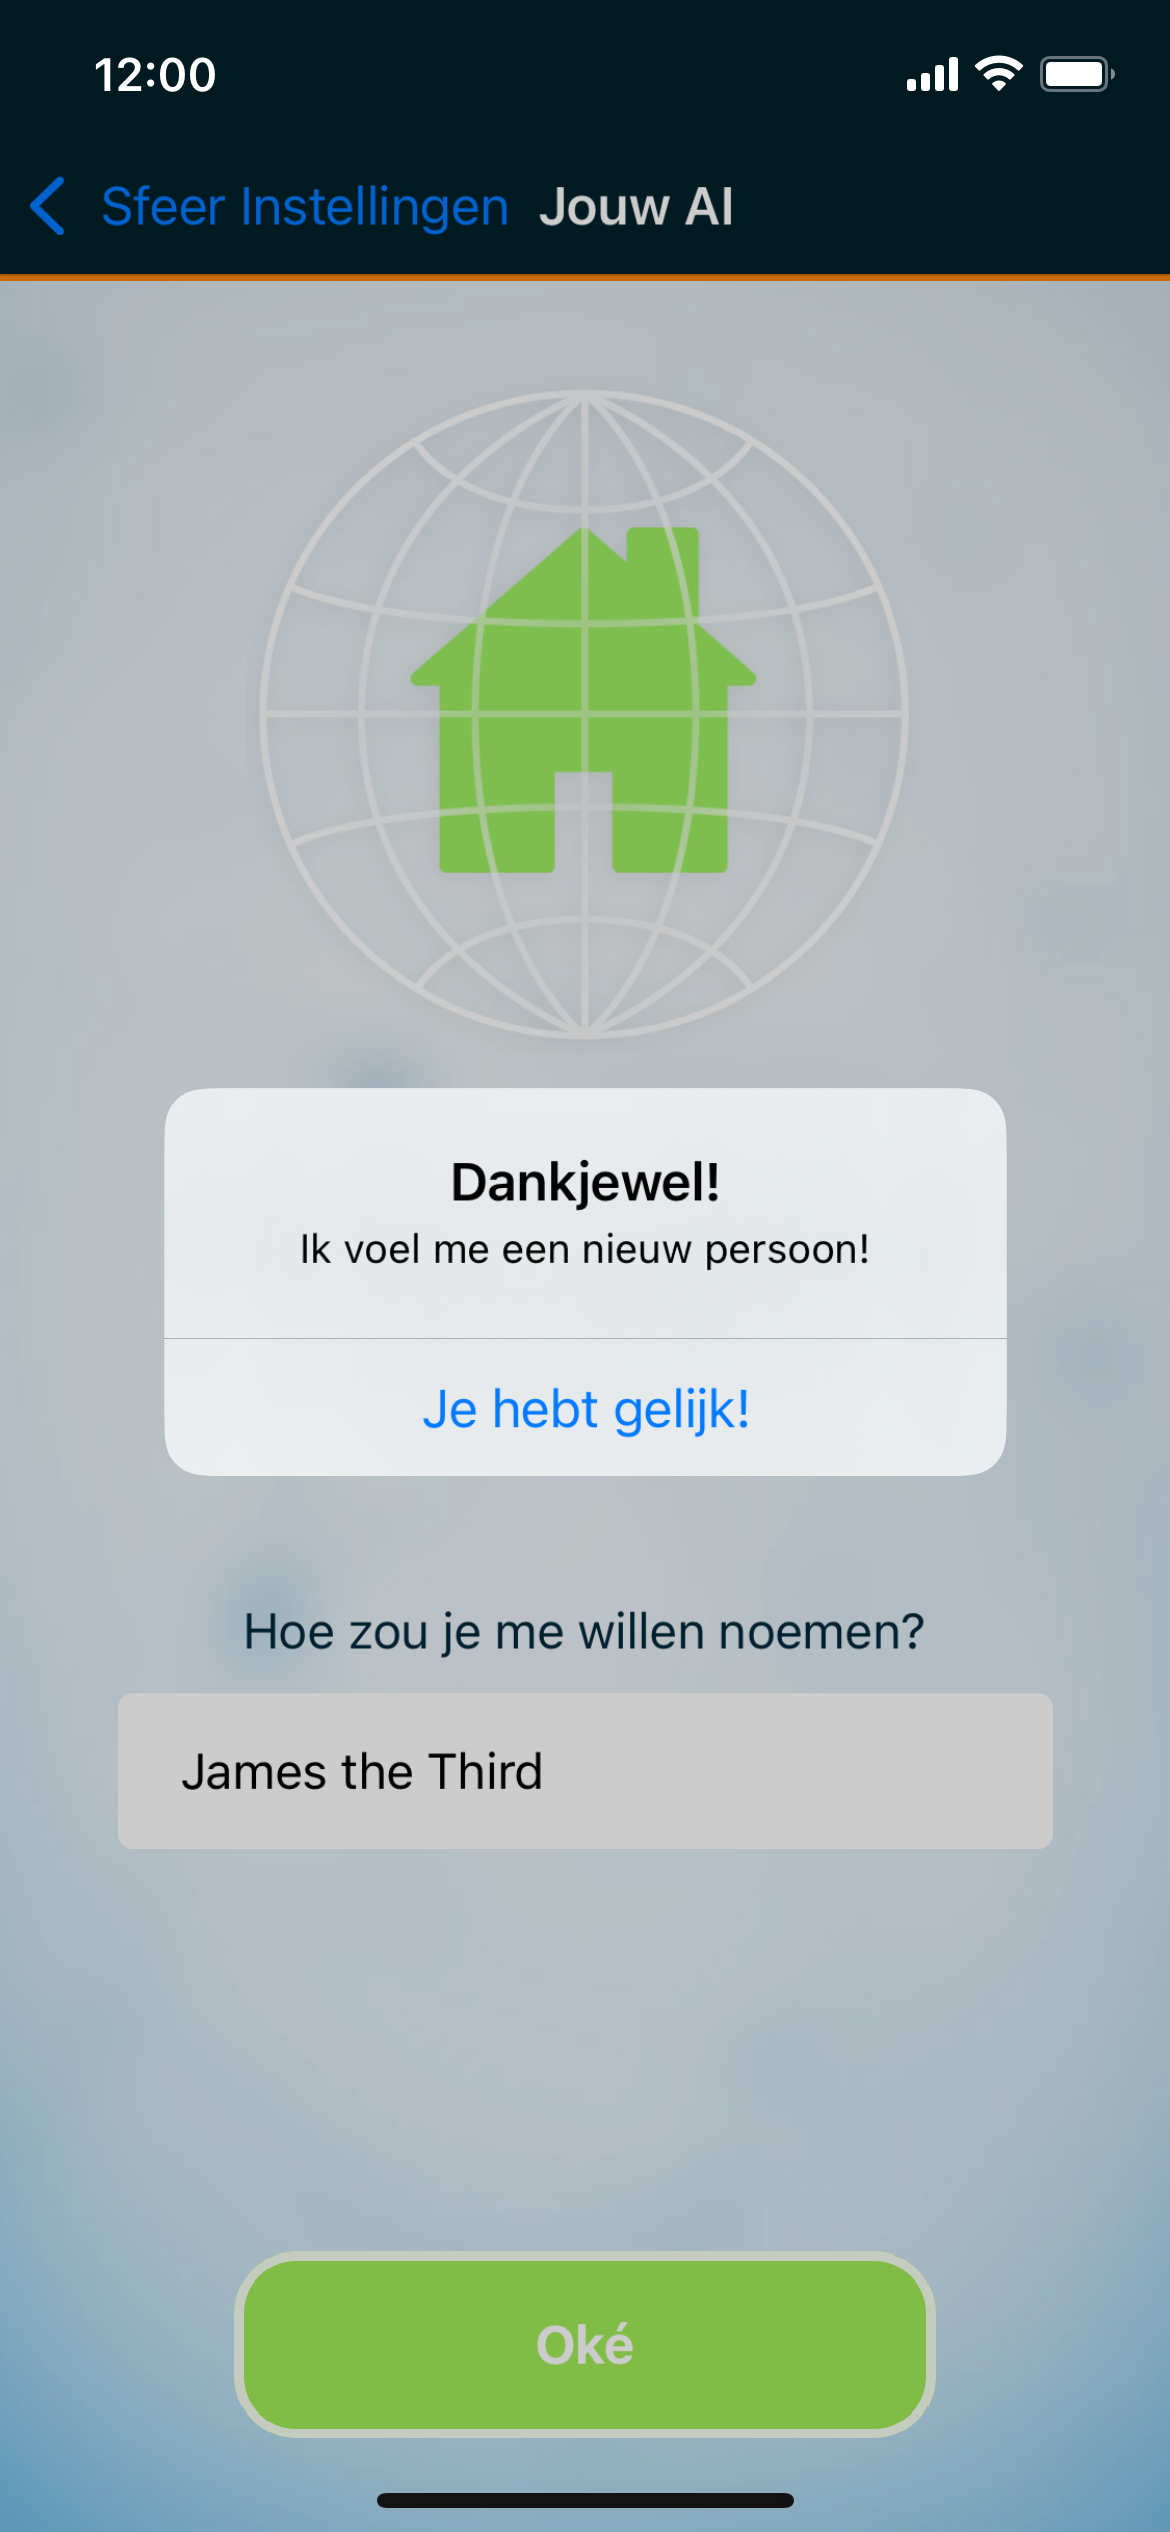 12:00
Sfeer Instellingen Jouw AI
Dankjewel!
Ik voel me een nieuw persoon!
Je hebt gelijk!
Hoe zou je me willen noemen?
James the Third
Oké